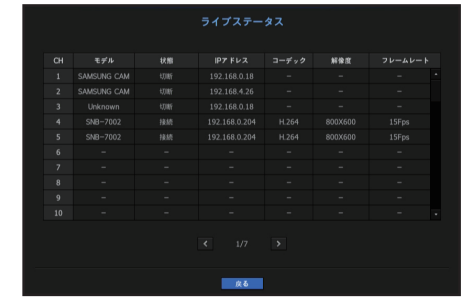 ライブステータス
CH モデル 状態 IPアドレス コーデック 解像度 フレームレート
1 SAMSUNG CAM 切断 192.168.0.18 - - -
2 SAMSUNG CAM 切断 192.168.4.26 - - -
3 Unknown 切断 192.168.0.18 - - -
4 SNB-7002 接続 192.168.0.204 H.264 800X600 15Fps
5 SNB-7002 接続 192.168.0.204 H.264 800X600 15Fps
6 - - - - - -
7 - - - - - -
8 - - - - - -
9 - - - - - -
10 - - - - - -
< 1/7 >
戻る